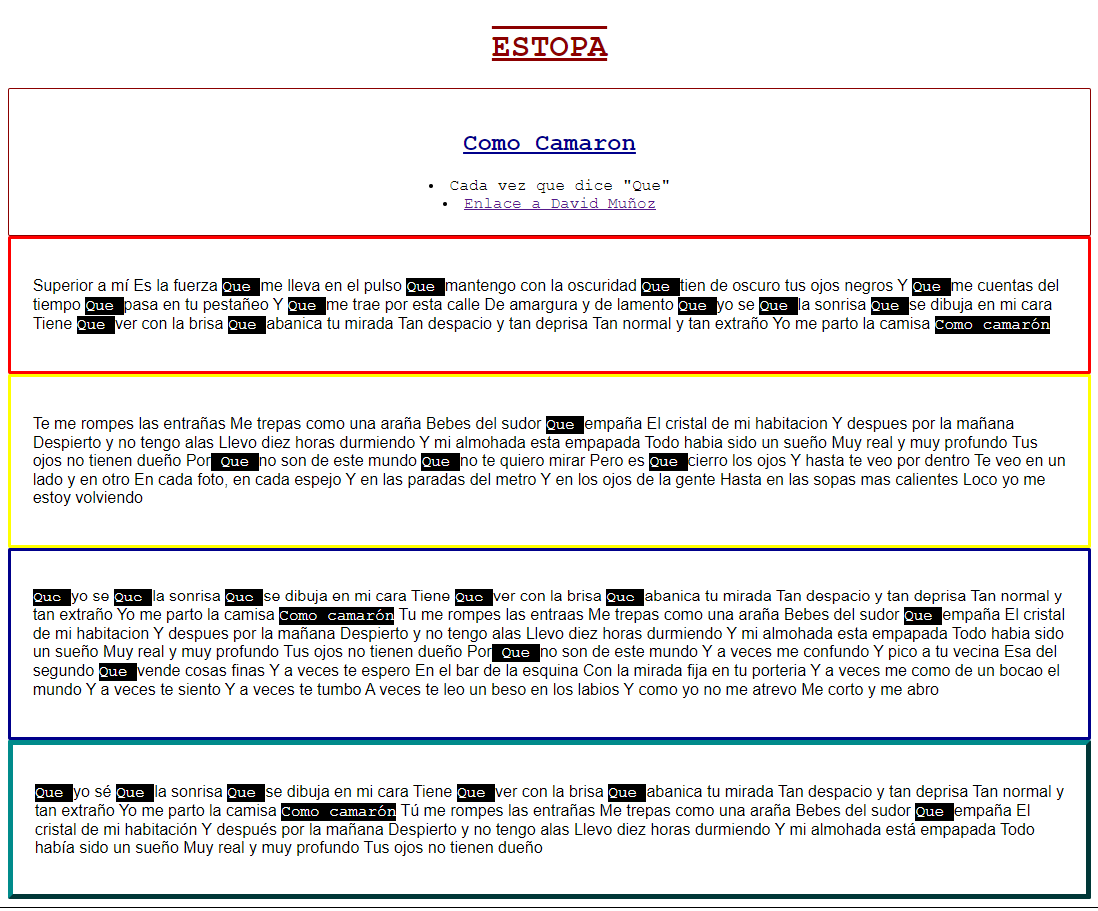 ESTOPA
Como Camaron
• Cada vez que dice "Que"
• Enlace a David Muñoz
Superior a mí Es la fuerza Que me lleva en el pulso Que mantengo con la oscuridad Que tien de oscuro tus ojos negros Y Que me cuentas del
tiempo Que pasa en tu pestañeo Y Que me trae por esta calle De amargura y de lamento Que yo se Que la sonrisa Que se dibuja en mi cara
Tiene Que ver con la brisa Que abanica tu mirada Tan despacio y tan deprisa Tan normal y tan extraño Yo me parto la camisa Como camarón
Te me rompes las entrañas Me trepas como una araña Bebes del sudor Que empaña El cristal de mi habitacion Y despues por la mañana
Despierto y no tengo alas Llevo diez horas durmiendo Y mi almohada esta empapada Todo habia sido un sueño Muy real y muy profundo Tus
ojos no tienen dueño Por Que no son de este mundo Que no te quiero mirar Pero es Que cierro los ojos Y hasta te veo por dentro Te veo en un
lado y en otro En cada foto, en cada espejo Y en las paradas del metro Y en los ojos de la gente Hasta en las sopas mas calientes Loco yo me
estoy volviendo
Que yo se Que la sonrisa Que se dibuja en mi cara Tiene Que ver con la brisa Que abanica tu mirada Tan despacio y tan deprisa Tan normal y
tan extraño Yo me parto la camisa Como camarón Tu me rompes las entraas Me trepas como una araña Bebes del sudor Que empaña El cristal
de mi habitacion Y despues por la mañana Despierto y no tengo alas Llevo diez horas durmiendo Y mi almohada esta empapada Todo habia sido
un sueño Muy real y muy profundo Tus ojos no tienen dueño Por Que no son de este mundo Y a veces me confundo Y pico a tu vecina Esa del
segundo Que vende cosas finas Y a veces te espero En el bar de la esquina Con la mirada fija en tu porteria Y a veces me como de un bocao el
mundo Y a veces te siento Y a veces te tumbo A veces te leo un beso en los labios Y como yo no me atrevo Me corto y me abro
Que yo sé Que la sonrisa Que se dibuja en mi cara Tiene Que ver con la brisa Que abanica tu mirada Tan despacio y tan deprisa Tan normal y
tan extraño Yo me parto la camisa Como camarón Tú me rompes las entrañas Me trepas como una araña Bebes del sudor Que empaña El
cristal de mi habitación Y después por la mañana Despierto y no tengo alas Llevo diez horas durmiendo Y mi almohada está empapada Todo
había sido un sueño Muy real y muy profundo Tus ojos no tienen dueño